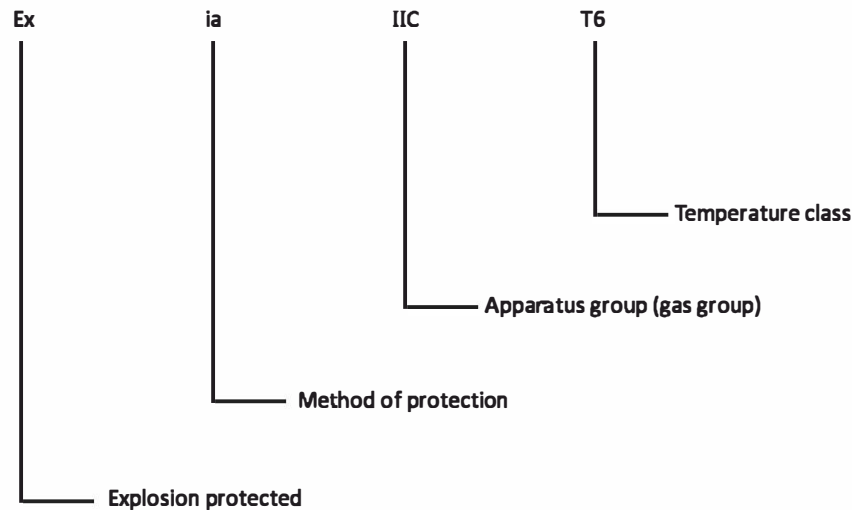 Ex ia IIC T6
Temperature class
Apparatus group (gas group)
Method of protection
Explosion protected